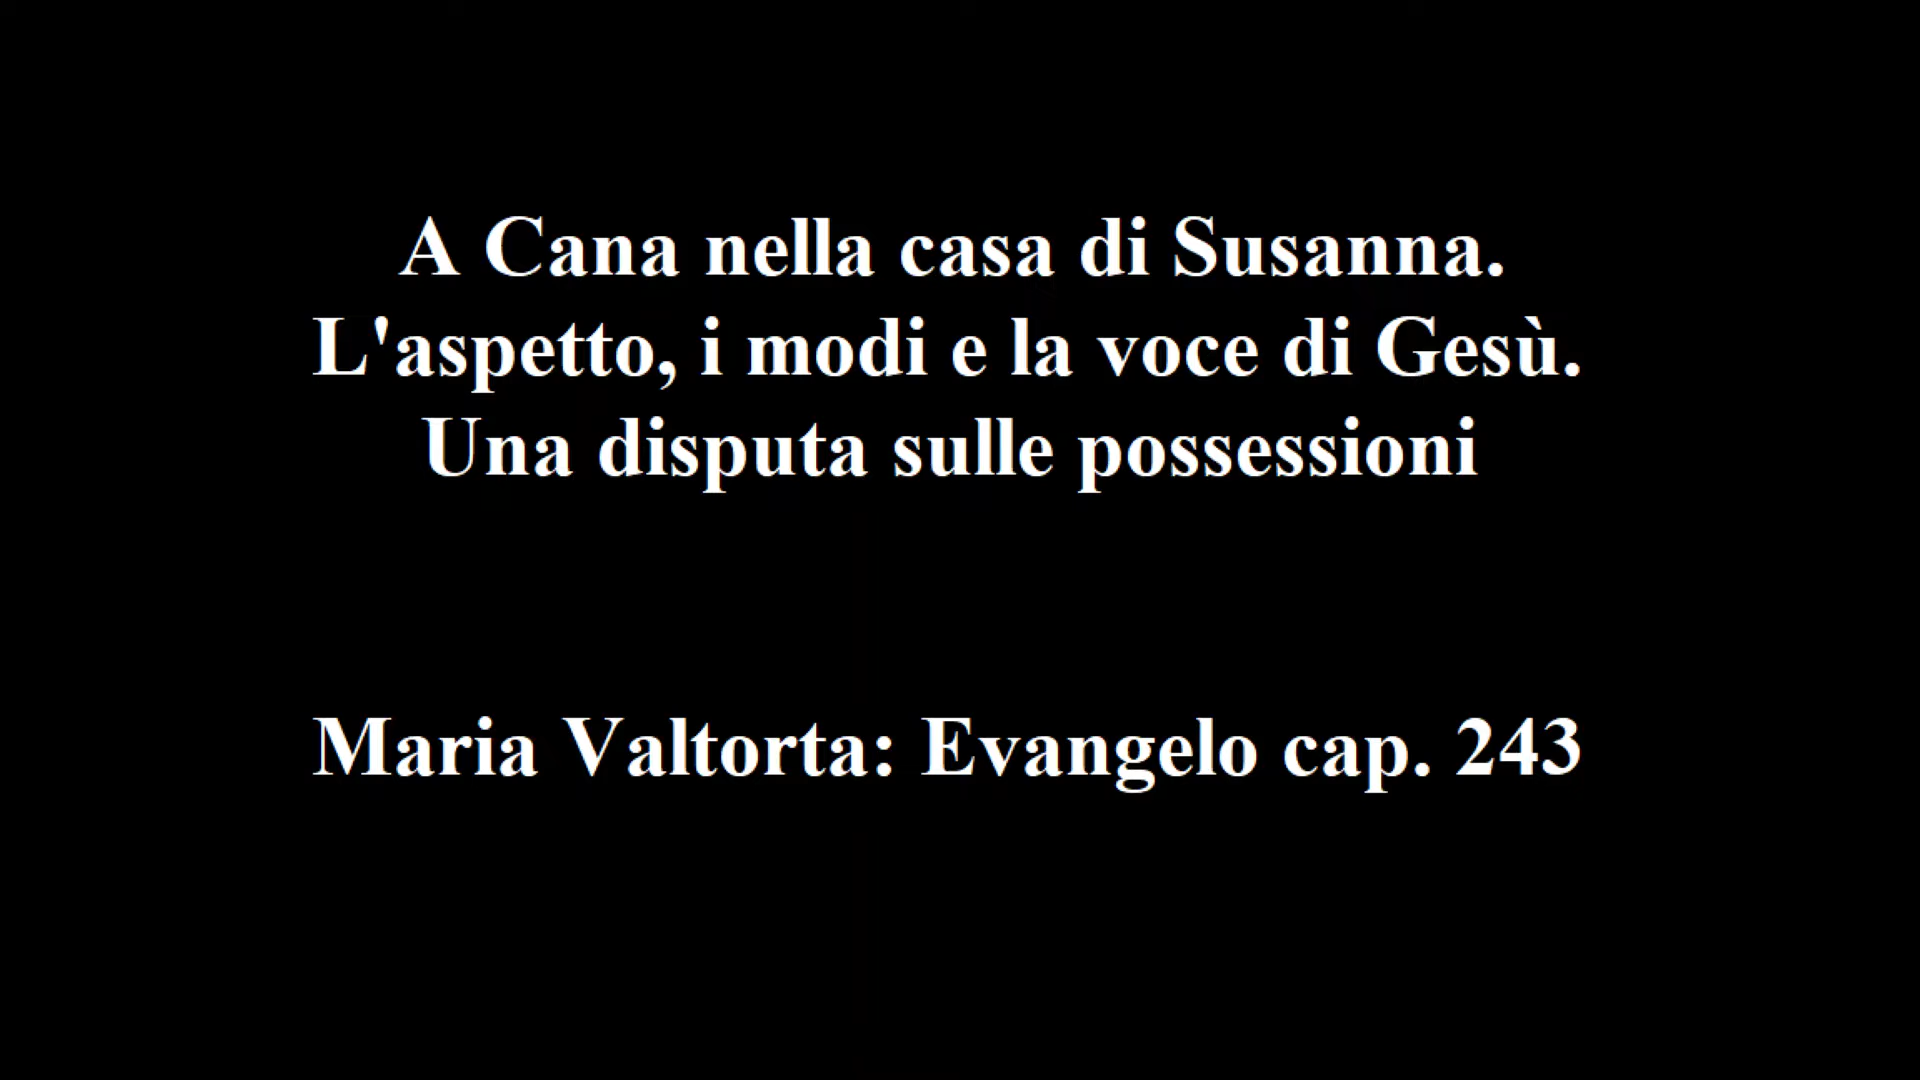 A Cana nella casa di Susanna.
L'aspetto, i modi e la voce di Gesù.
Una disputa sulle possessioni
Maria Valtorta: Evangelo cap. 243